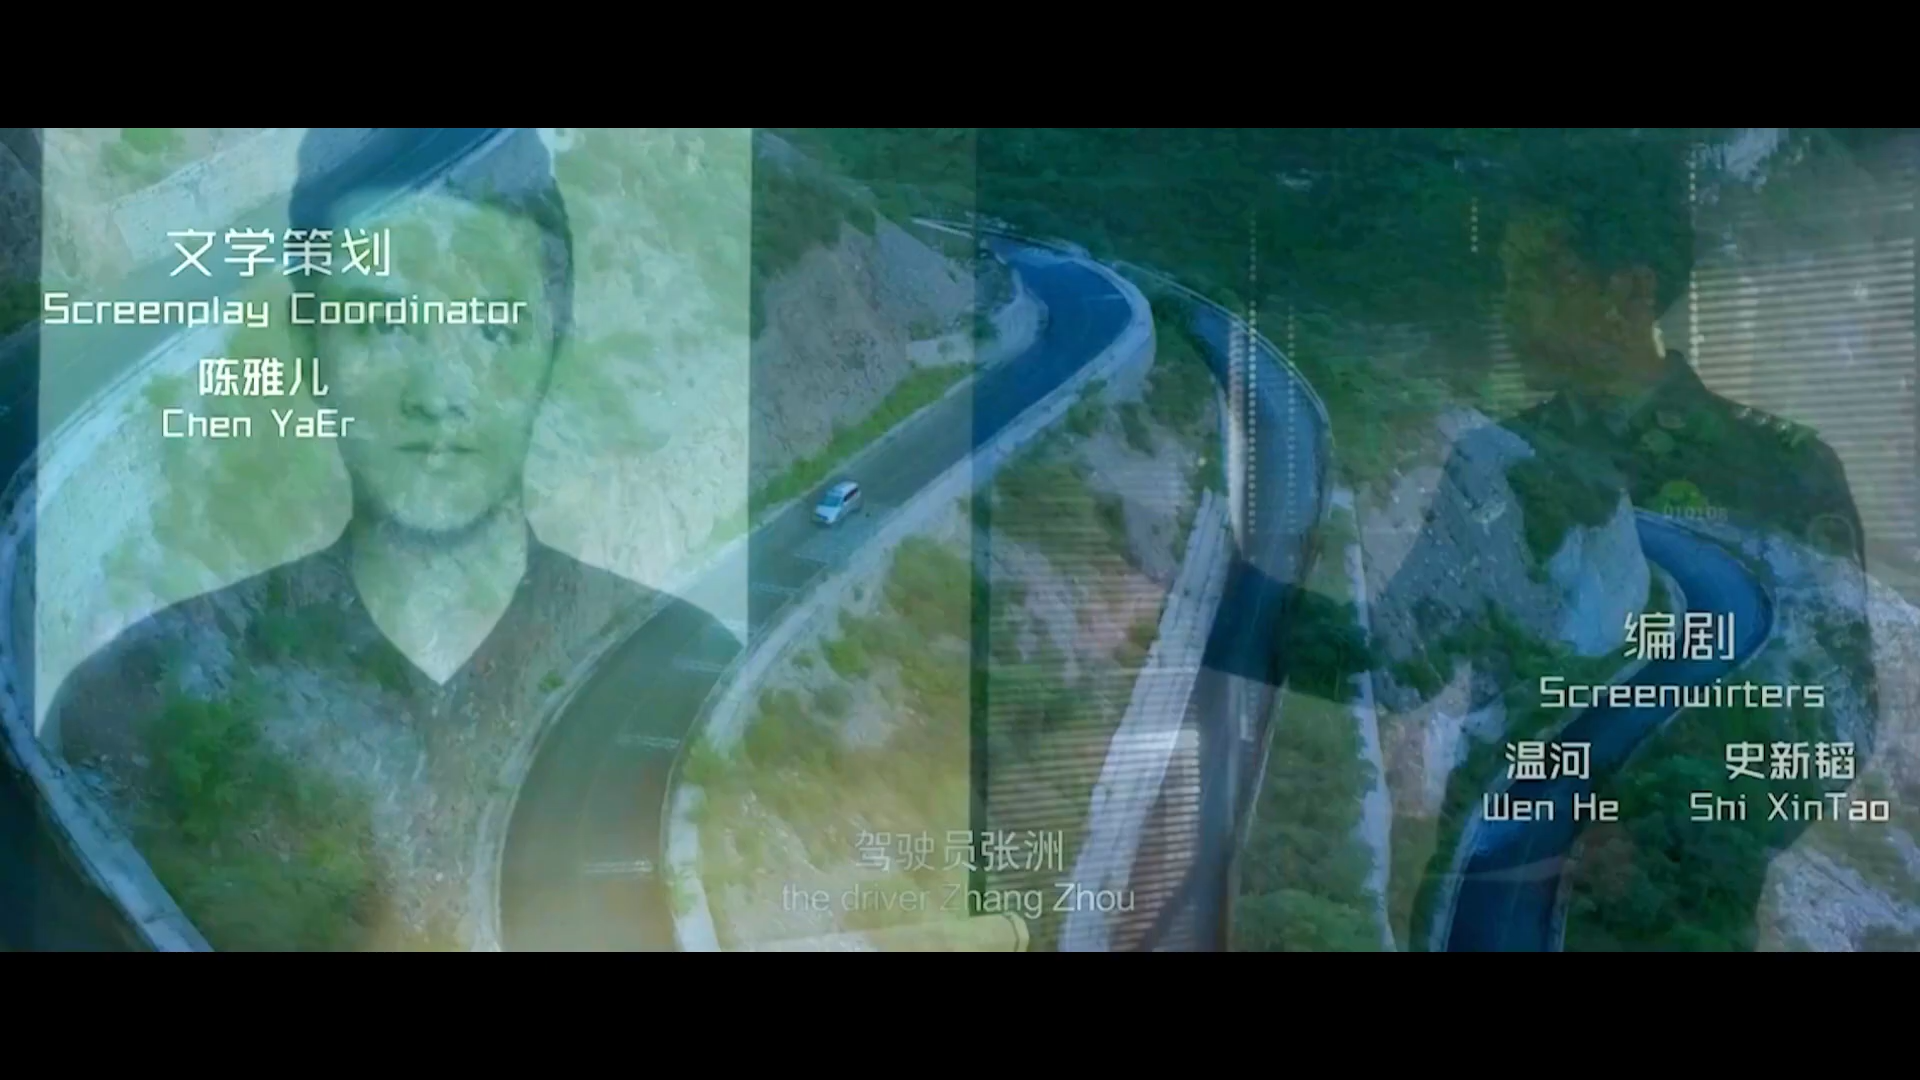 文学策划
Screenplay Coordinator
陈雅儿
Chen YaEr
编剧
Screenwirters
温河 史新韬
Wen He Shi XinTao
驾驶员张洲
the driver Zhang Zhou